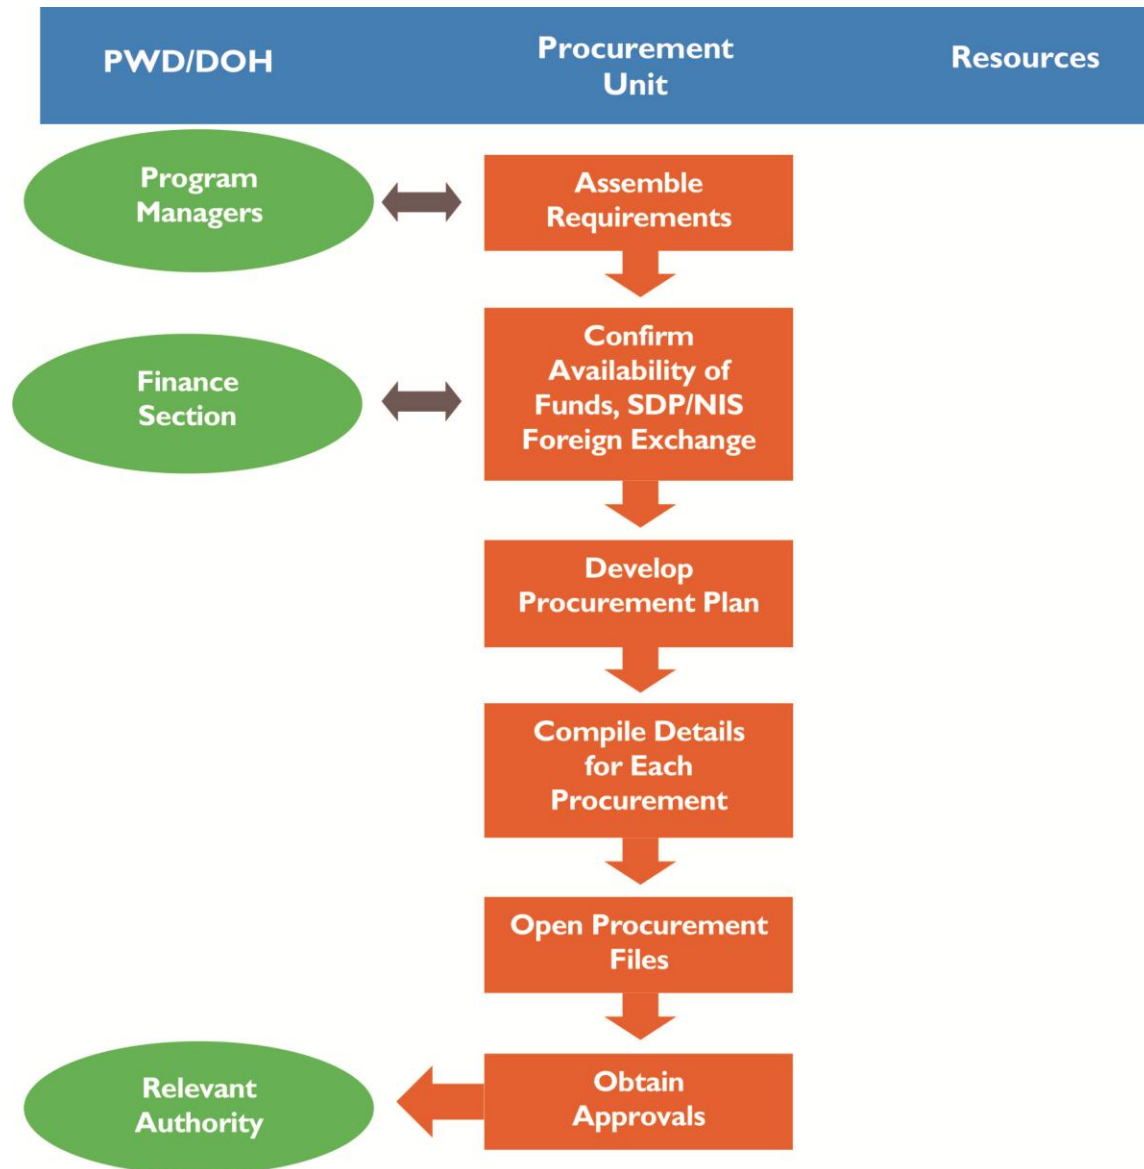 PWD/DOH
Procurement
Unit
Resources
Program
Managers
Assemble
Requirements
Finance
Section
Confirm
Availability of
Funds, SDP/NIS
Foreign Exchange
Develop
Procurement Plan
Compile Details
for Each
Procurement
Open Procurement
Files
Relevant
Authority
Obtain
Approvals